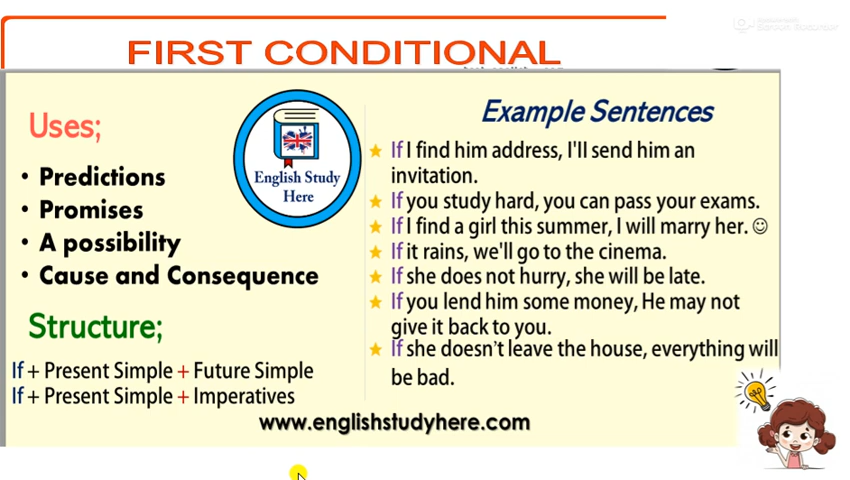 FIRST CONDITIONAL
Uses;
• Predictions
• Promises
• A possibility
• Cause and Consequence
Structure;
If + Present Simple + Future Simple
If + Present Simple + Imperatives
English Study
Here
Example Sentences
If I find him address, I'll send him an
invitation.
If you study hard, you can pass your exams.
If I find a girl this summer, I will marry her. ☺
If it rains, we'll go to the cinema.
If she does not hurry, she will be late.
If you lend him some money, He may not
give it back to you.
If she doesn't leave the house, everything will
be bad.
www.englishstudyhere.com